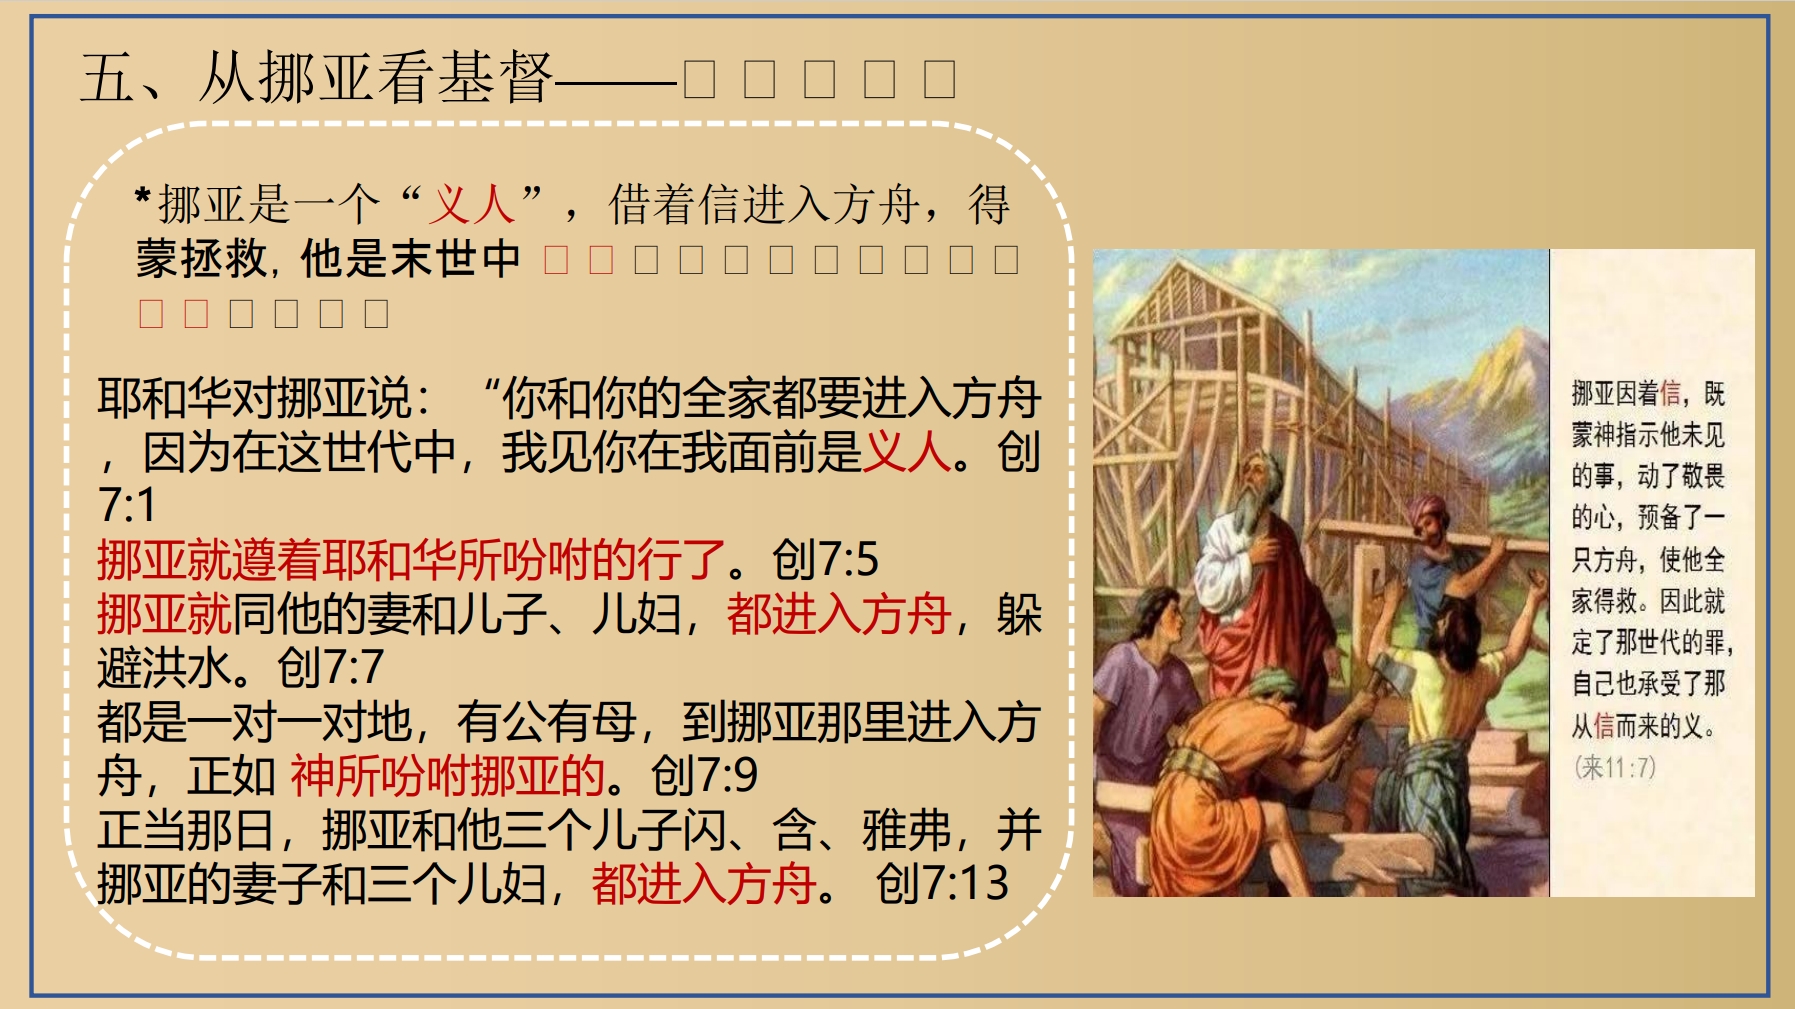 五、从挪亚看基督——
*挪亚是一个“义人”，借着信进入方舟，得
蒙拯救，他是末世中
耶和华对挪亚说：“你和你的全家都要进入方舟
，因为在这世代中，我见你在我面前是义人。创
7:1
挪亚就遵着耶和华所吩咐的行了。创7:5
挪亚就同他的妻和儿子、儿妇，都进入方舟，躲
避洪水。创7:7
都是一对一对地，有公有母，到挪亚那里进入方
舟，正如 神所吩咐挪亚的。创7:9
正当那日，挪亚和他三个儿子闪、含、雅弗，并
挪亚的妻子和三个儿妇，都进入方舟。 创7:13
挪亚因着信，既
蒙神指示他未见
的事，动了敬畏
的心，预备了一
只方舟，使他全
家得救。因此就
定了那世代的罪，
自己也承受了那
从信而来的义。
(来11:7)